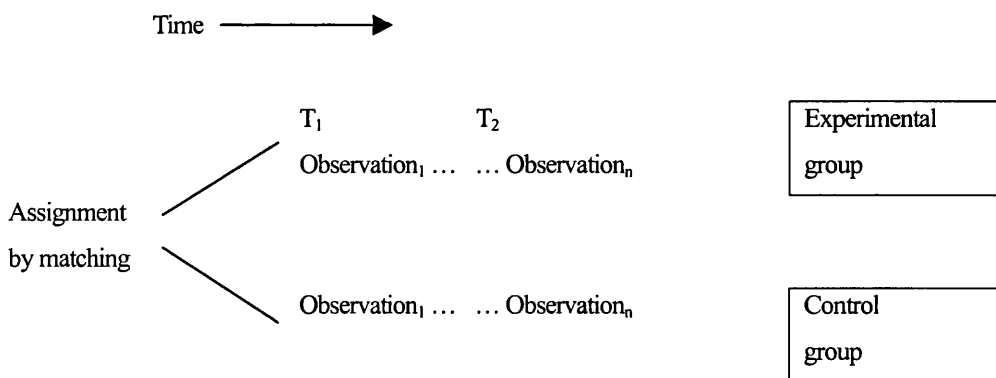 Time
T₁ T₂ Experimental
Observation₁ … … Observationₙ group
Assignment
by matching
Observation₁ … … Observationₙ Control
group